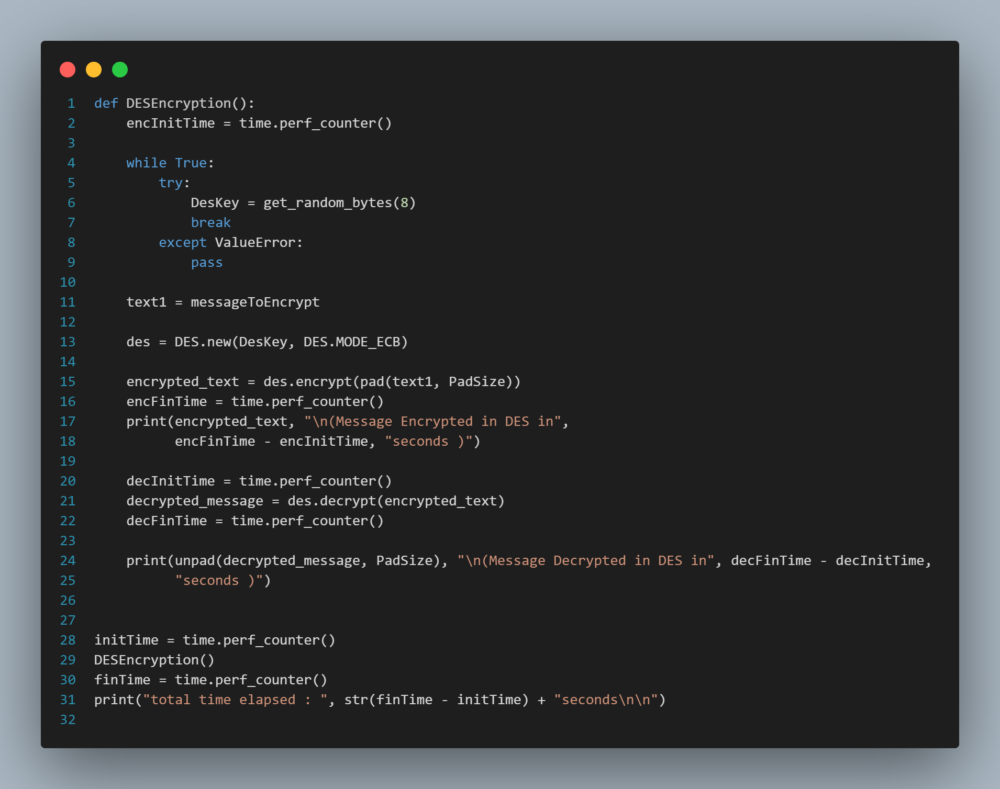 1 def DESEncryption():
2     encInitTime = time.perf_counter()
3
4     while True:
5         try:
6             DesKey = get_random_bytes(8)
7             break
8         except ValueError:
9             pass
10
11     text1 = messageToEncrypt
12
13     des = DES.new(DesKey, DES.MODE_ECB)
14
15     encrypted_text = des.encrypt(pad(text1, PadSize))
16     encFinTime = time.perf_counter()
17     print(encrypted_text, "\n(Message Encrypted in DES in",
18           encFinTime - encInitTime, "seconds )")
19
20     decInitTime = time.perf_counter()
21     decrypted_message = des.decrypt(encrypted_text)
22     decFinTime = time.perf_counter()
23
24     print(unpad(decrypted_message, PadSize), "\n(Message Decrypted in DES in", decFinTime - decInitTime,
25           "seconds )")
26
27
28 initTime = time.perf_counter()
29 DESEncryption()
30 finTime = time.perf_counter()
31 print("total time elapsed : ", str(finTime - initTime) + "seconds\n\n")
32